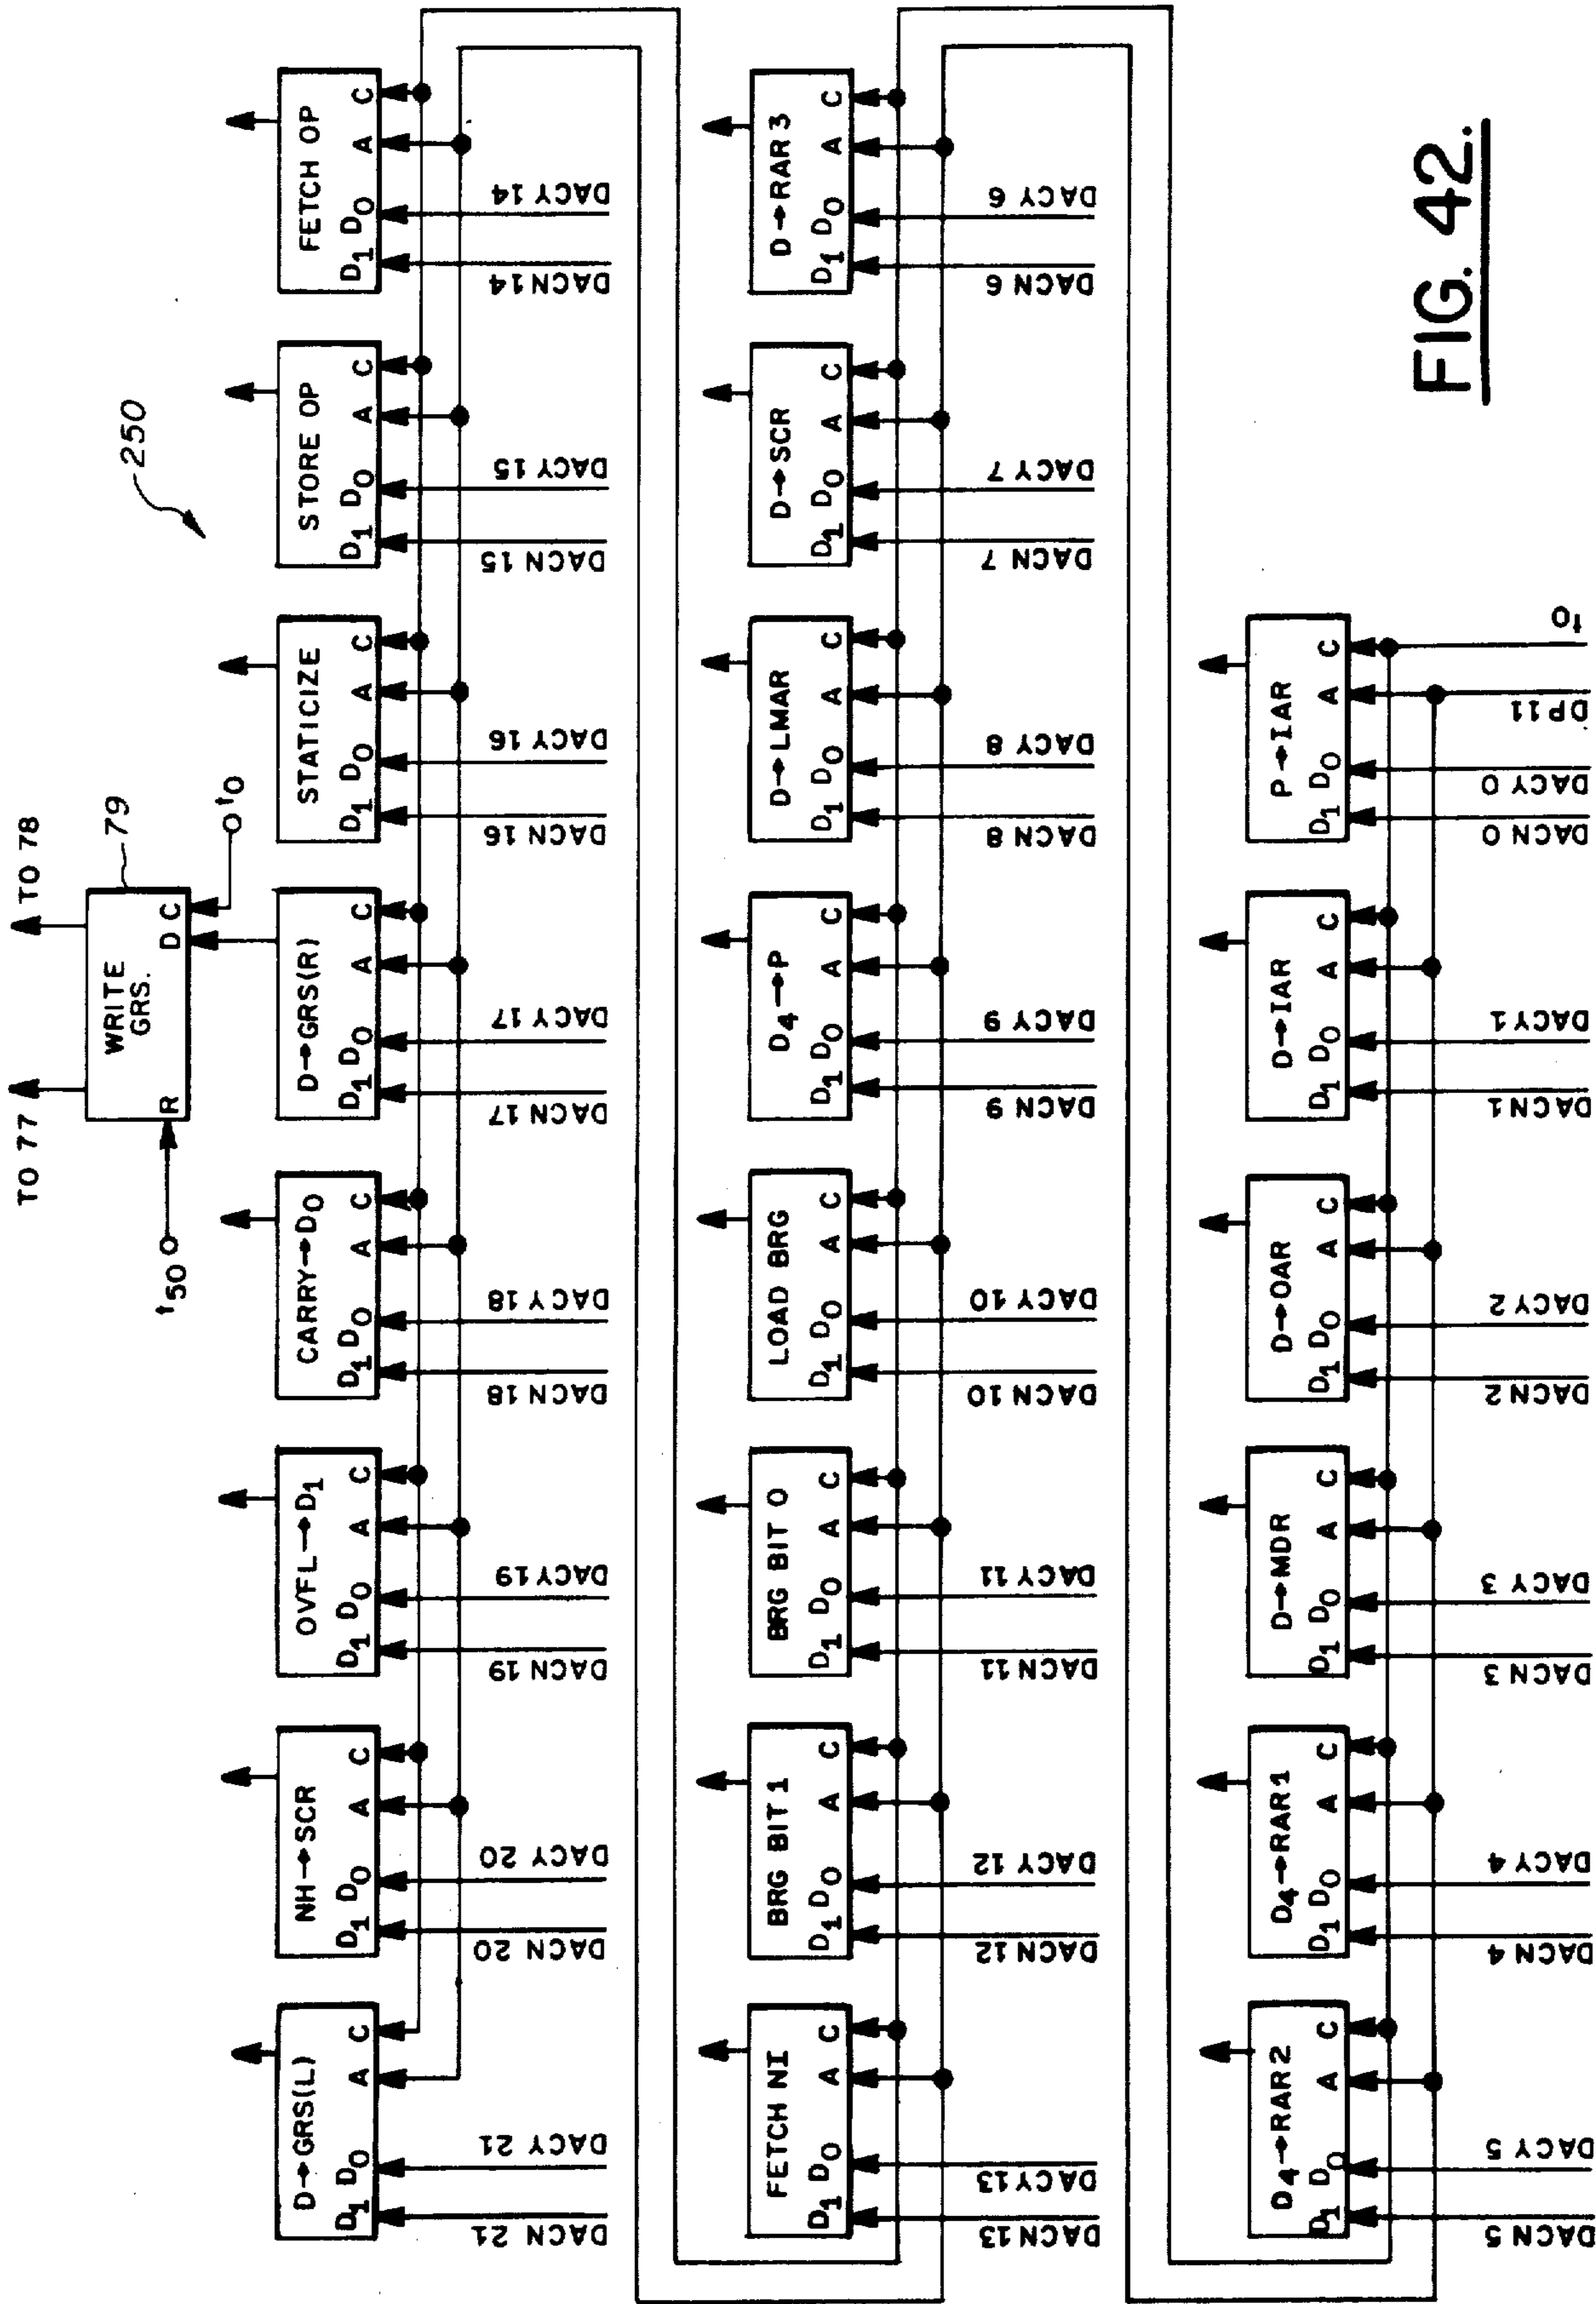 250
TO 77
TO 78
WRITE
GRS.
79
R
D
C
t50
t0
D→GRS(L)
D1 D0 A C
DACN 21
DACY 21
NH→SCR
D1 D0 A C
DACN 20
DACY 20
OVFL→D1
D1 D0 A C
DACN 19
DACY 19
CARRY→D0
D1 D0 A C
DACN 18
DACY 18
D→GRS(R)
D1 D0 A C
DACN 17
DACY 17
STATICIZE
D1 D0 A C
DACN 16
DACY 16
STORE OP
D1 D0 A C
DACN 15
DACY 15
FETCH OP
D1 D0 A C
DACN 14
DACY 14
FETCH NI
D1 D0 A C
DACN 13
DACY 13
BRG BIT 1
D1 D0 A C
DACN 12
DACY 12
BRG BIT 0
D1 D0 A C
DACN 11
DACY 11
LOAD BRG
D1 D0 A C
DACN 10
DACY 10
D4→P
D1 D0 A C
DACN 9
DACY 9
D→LMAR
D1 D0 A C
DACN 8
DACY 8
D→SCR
D1 D0 A C
DACN 7
DACY 7
D→RAR 3
D1 D0 A C
DACN 6
DACY 6
D4→RAR2
D1 D0 A C
DACN 5
DACY 5
D4→RAR1
D1 D0 A C
DACN 4
DACY 4
D→MDR
D1 D0 A C
DACN 3
DACY 3
D→OAR
D1 D0 A C
DACN 2
DACY 2
D→IAR
D1 D0 A C
DACN 1
DACY 1
P→IAR
D1 D0 A C
DACN 0
DACY 0
DP11
t0
FIG. 42.